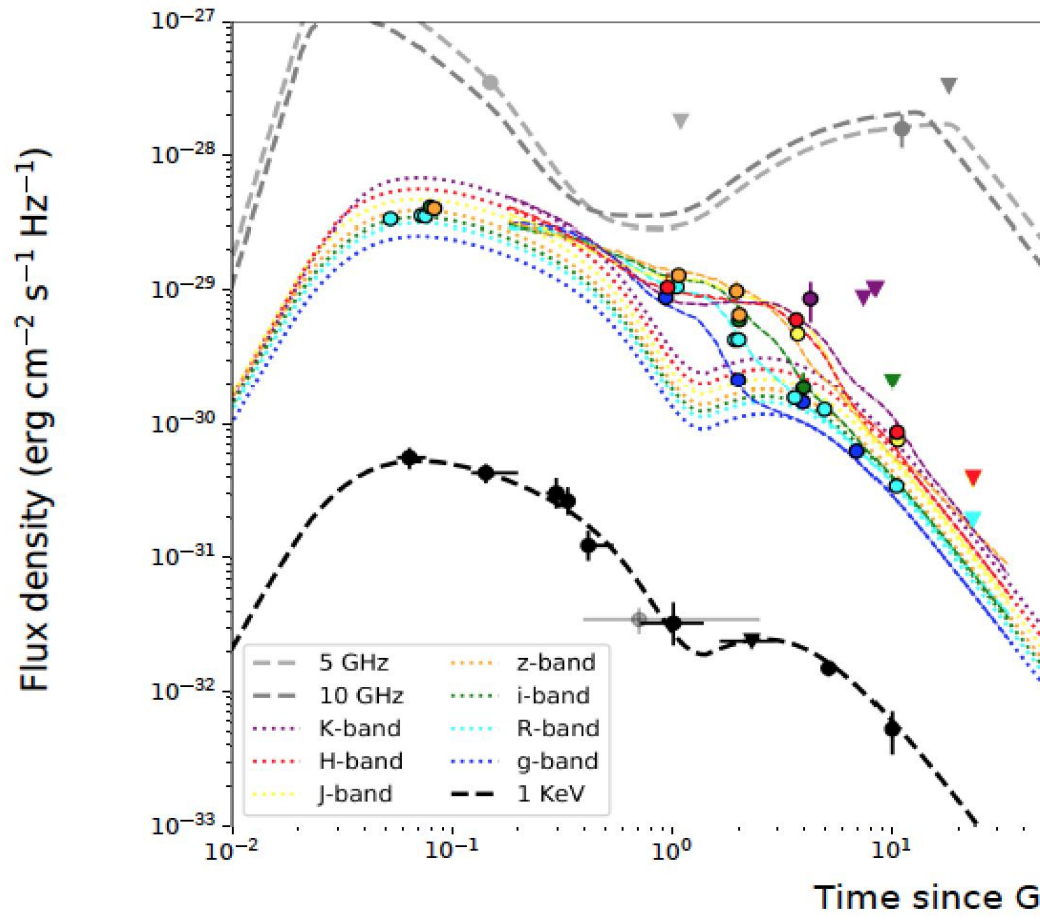 Flux density (erg cm⁻² s⁻¹ Hz⁻¹)
10⁻²⁷
10⁻²⁸
10⁻²⁹
10⁻³⁰
10⁻³¹
10⁻³²
10⁻³³
5 GHz
10 GHz
K-band
H-band
J-band
z-band
i-band
R-band
g-band
1 KeV
10⁻² 10⁻¹ 10⁰ 10¹
Time since G